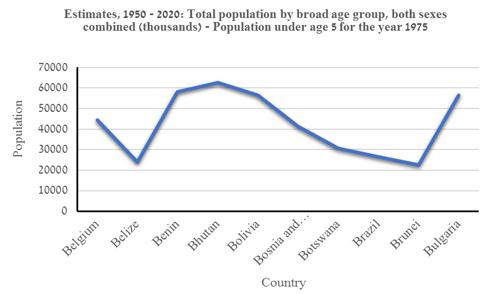 Estimates, 1950 - 2020: Total population by broad age group, both sexes
combined (thousands) - Population under age 5 for the year 1975
70000
60000
50000
40000
30000
20000
10000
0
Population
Belgium
Belize
Benin
Bhutan
Bolivia
Bosnia and...
Botswana
Brazil
Brunei
Bulgaria
Country